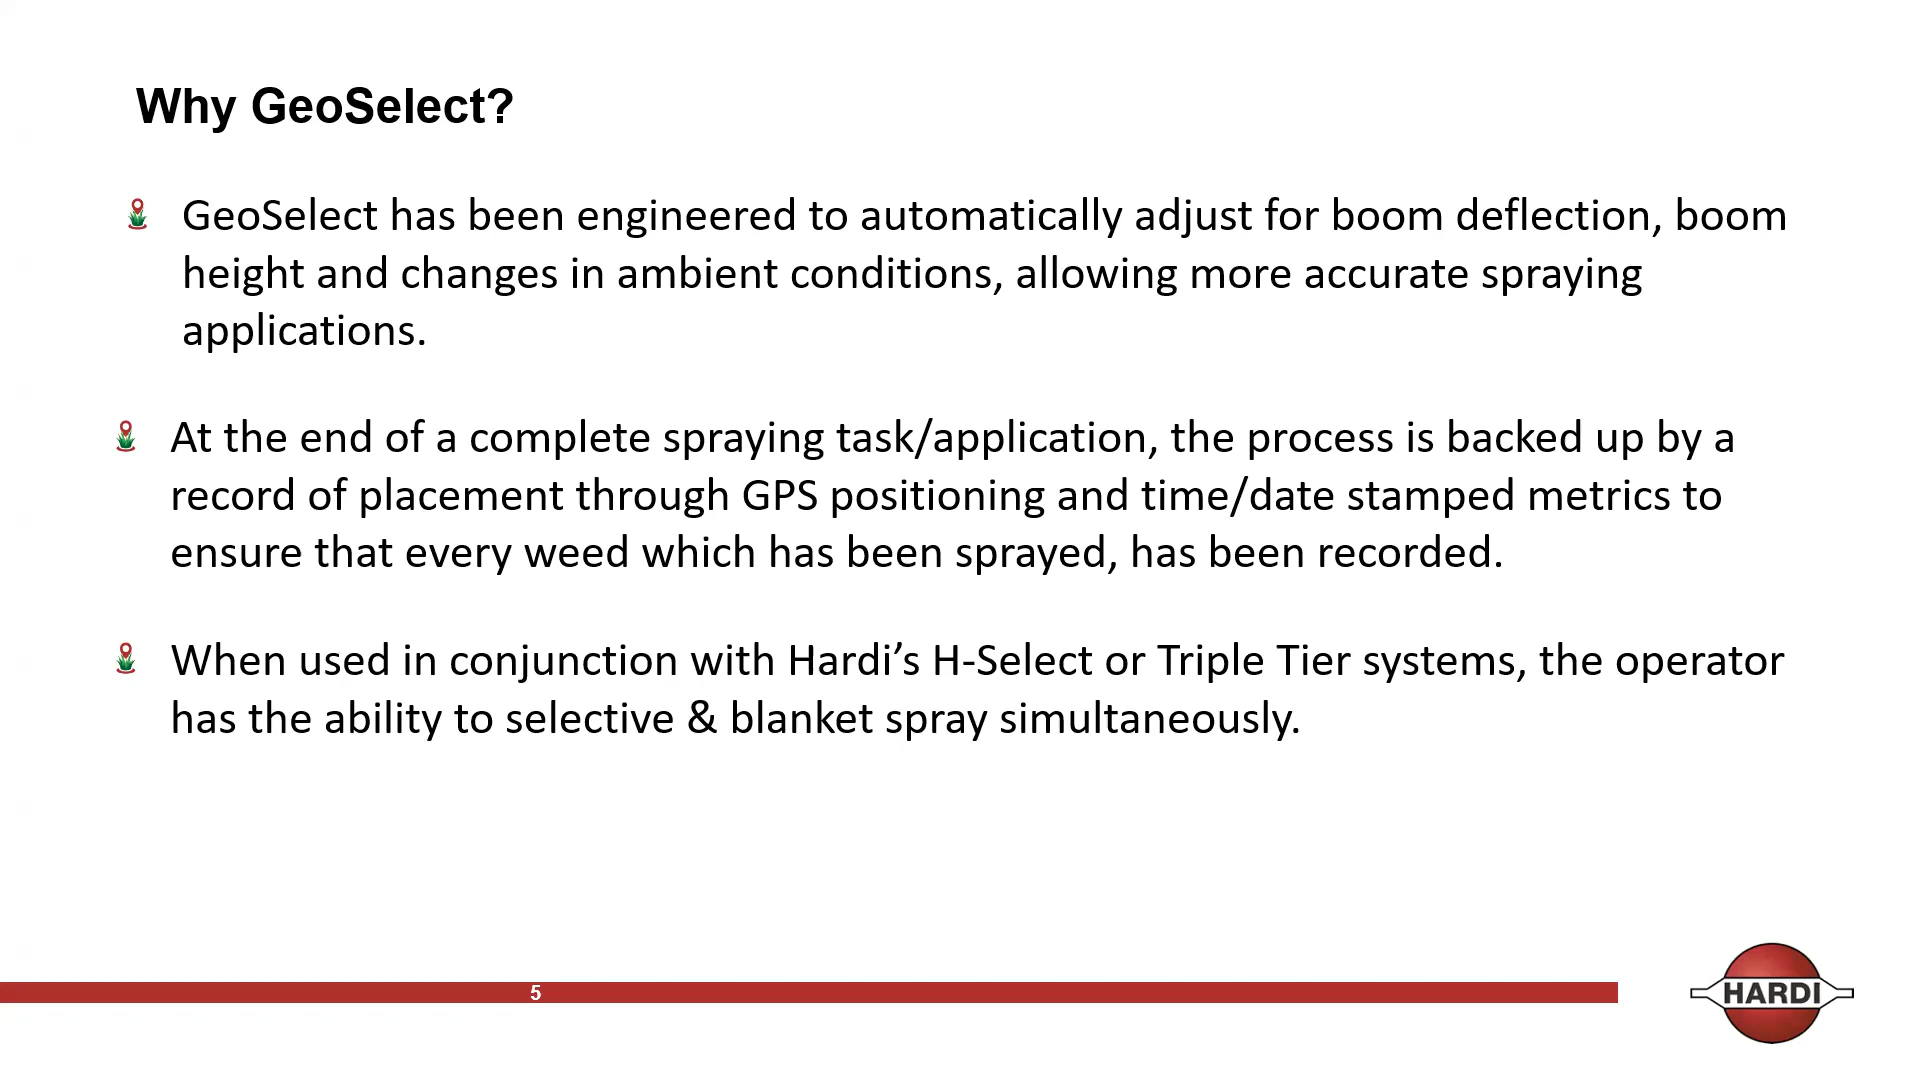 Why GeoSelect?
GeoSelect has been engineered to automatically adjust for boom deflection, boom
height and changes in ambient conditions, allowing more accurate spraying
applications.
At the end of a complete spraying task/application, the process is backed up by a
record of placement through GPS positioning and time/date stamped metrics to
ensure that every weed which has been sprayed, has been recorded.
When used in conjunction with Hardi’s H-Select or Triple Tier systems, the operator
has the ability to selective & blanket spray simultaneously.
5
HARDI